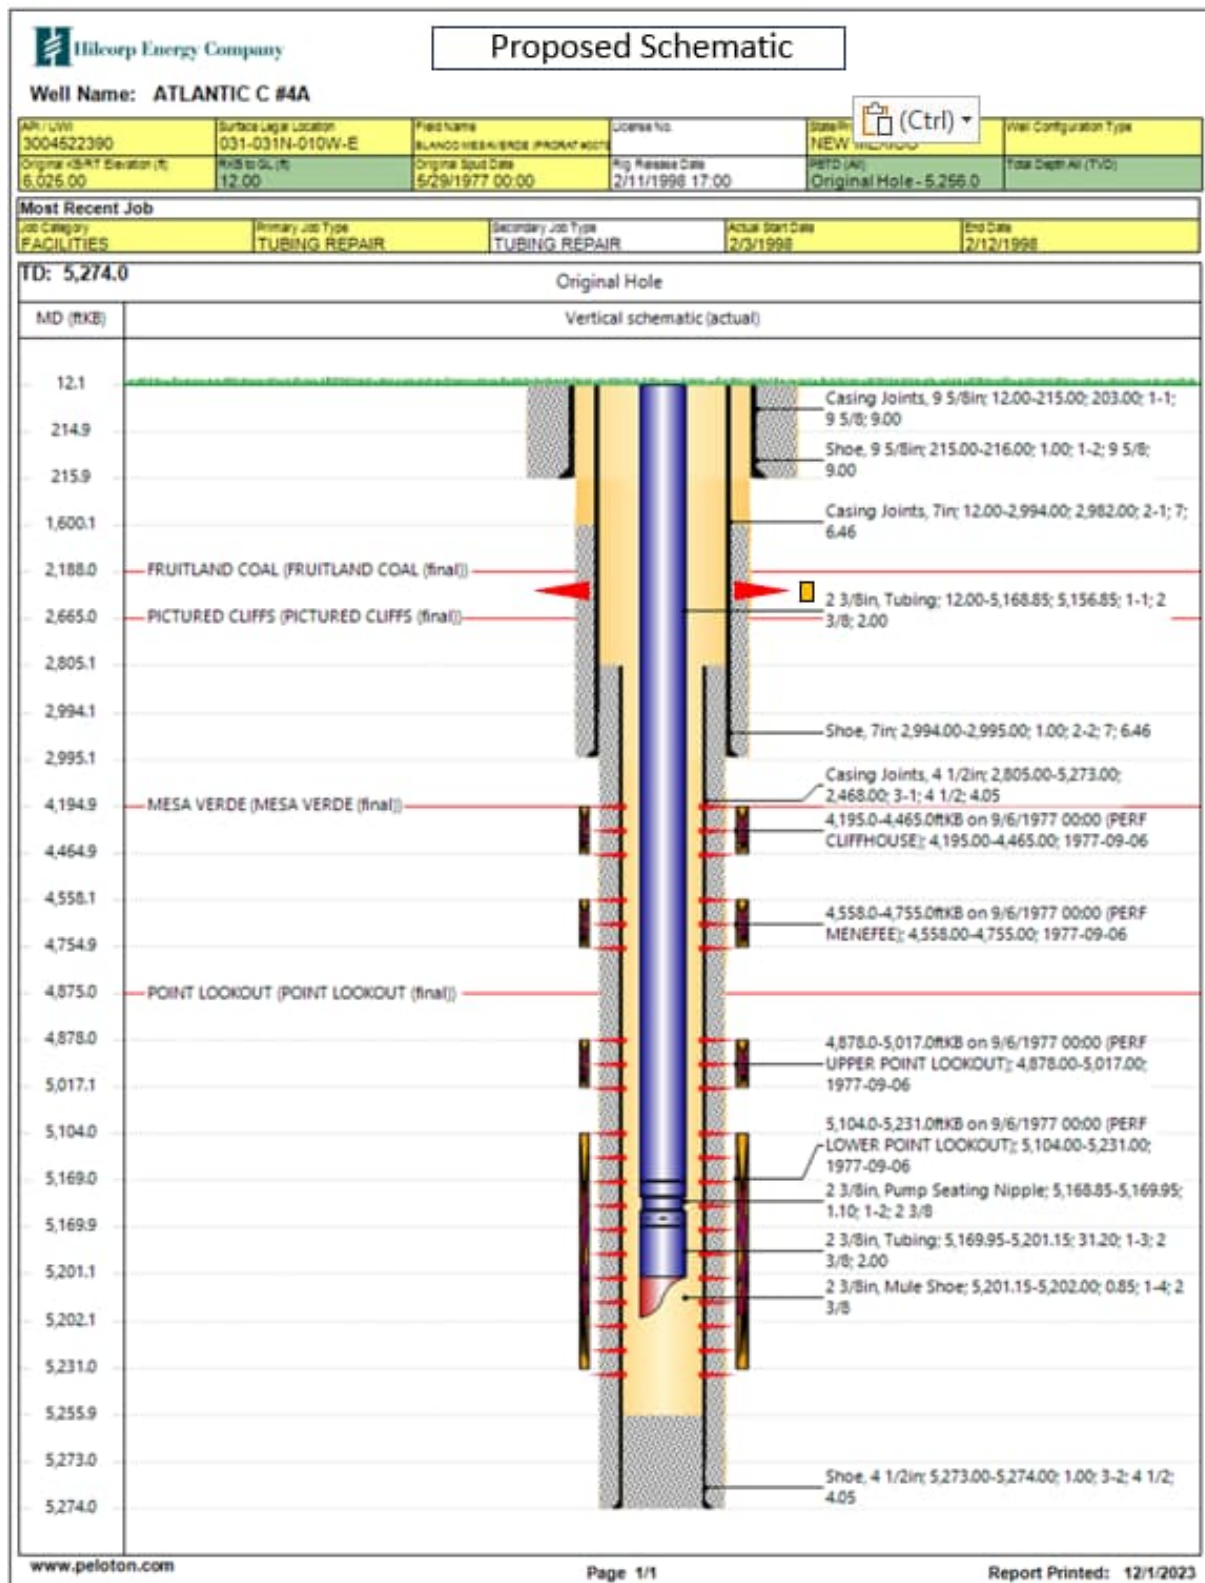 Hilcorp Energy Company
Proposed Schematic
Well Name: ATLANTIC C #4A
(Ctrl)
API / UWI
Surface Legal Location
Field Name
License No.
Well Configuration Type
3004522390
031-031N-010W-E
NEW MEXICO
Original KB/RT Elevation (ft)
RKB to GL (ft)
Original Spud Date
Rig Release Date
PBTD (All)
Total Depth All (TVD)
6,025.00
12.00
5/29/1977 00:00
2/11/1998 17:00
Original Hole - 5,256.0
Most Recent Job
Job Category
Primary Job Type
Secondary Job Type
Actual Start Date
End Date
FACILITIES
TUBING REPAIR
TUBING REPAIR
2/3/1998
2/12/1998
TD: 5,274.0
Original Hole
MD (ftKB)
Vertical schematic (actual)
12.1
Casing Joints, 9 5/8in; 12.00-215.00; 203.00; 1-1;
9 5/8; 9.00
214.9
Shoe, 9 5/8in; 215.00-216.00; 1.00; 1-2; 9 5/8;
9.00
215.9
Casing Joints, 7in; 12.00-2,994.00; 2,982.00; 2-1; 7;
6.46
1,600.1
2,188.0
FRUITLAND COAL (FRUITLAND COAL (final))
2 3/8in, Tubing; 12.00-5,168.85; 5,156.85; 1-1; 2
3/8; 2.00
2,665.0
PICTURED CLIFFS (PICTURED CLIFFS (final))
2,805.1
2,994.1
Shoe, 7in; 2,994.00-2,995.00; 1.00; 2-2; 7; 6.46
2,995.1
Casing Joints, 4 1/2in; 2,805.00-5,273.00;
2,468.00; 3-1; 4 1/2; 4.05
4,194.9
MESA VERDE (MESA VERDE (final))
4,195.0-4,465.0ftKB on 9/6/1977 00:00 (PERF
CLIFFHOUSE); 4,195.00-4,465.00; 1977-09-06
4,464.9
4,558.1
4,558.0-4,755.0ftKB on 9/6/1977 00:00 (PERF
MENEFEE); 4,558.00-4,755.00; 1977-09-06
4,754.9
4,875.0
POINT LOOKOUT (POINT LOOKOUT (final))
4,878.0
4,878.0-5,017.0ftKB on 9/6/1977 00:00 (PERF
UPPER POINT LOOKOUT); 4,878.00-5,017.00;
1977-09-06
5,017.1
5,104.0
5,104.0-5,231.0ftKB on 9/6/1977 00:00 (PERF
LOWER POINT LOOKOUT); 5,104.00-5,231.00;
1977-09-06
5,169.0
2 3/8in, Pump Seating Nipple; 5,168.85-5,169.95;
1.10; 1-2; 2 3/8
5,169.9
2 3/8in, Tubing; 5,169.95-5,201.15; 31.20; 1-3; 2
3/8; 2.00
5,201.1
2 3/8in, Mule Shoe; 5,201.15-5,202.00; 0.85; 1-4; 2
3/8
5,202.1
5,231.0
5,255.9
5,273.0
Shoe, 4 1/2in; 5,273.00-5,274.00; 1.00; 3-2; 4 1/2;
4.05
5,274.0
www.peloton.com
Page 1/1
Report Printed: 12/1/2023